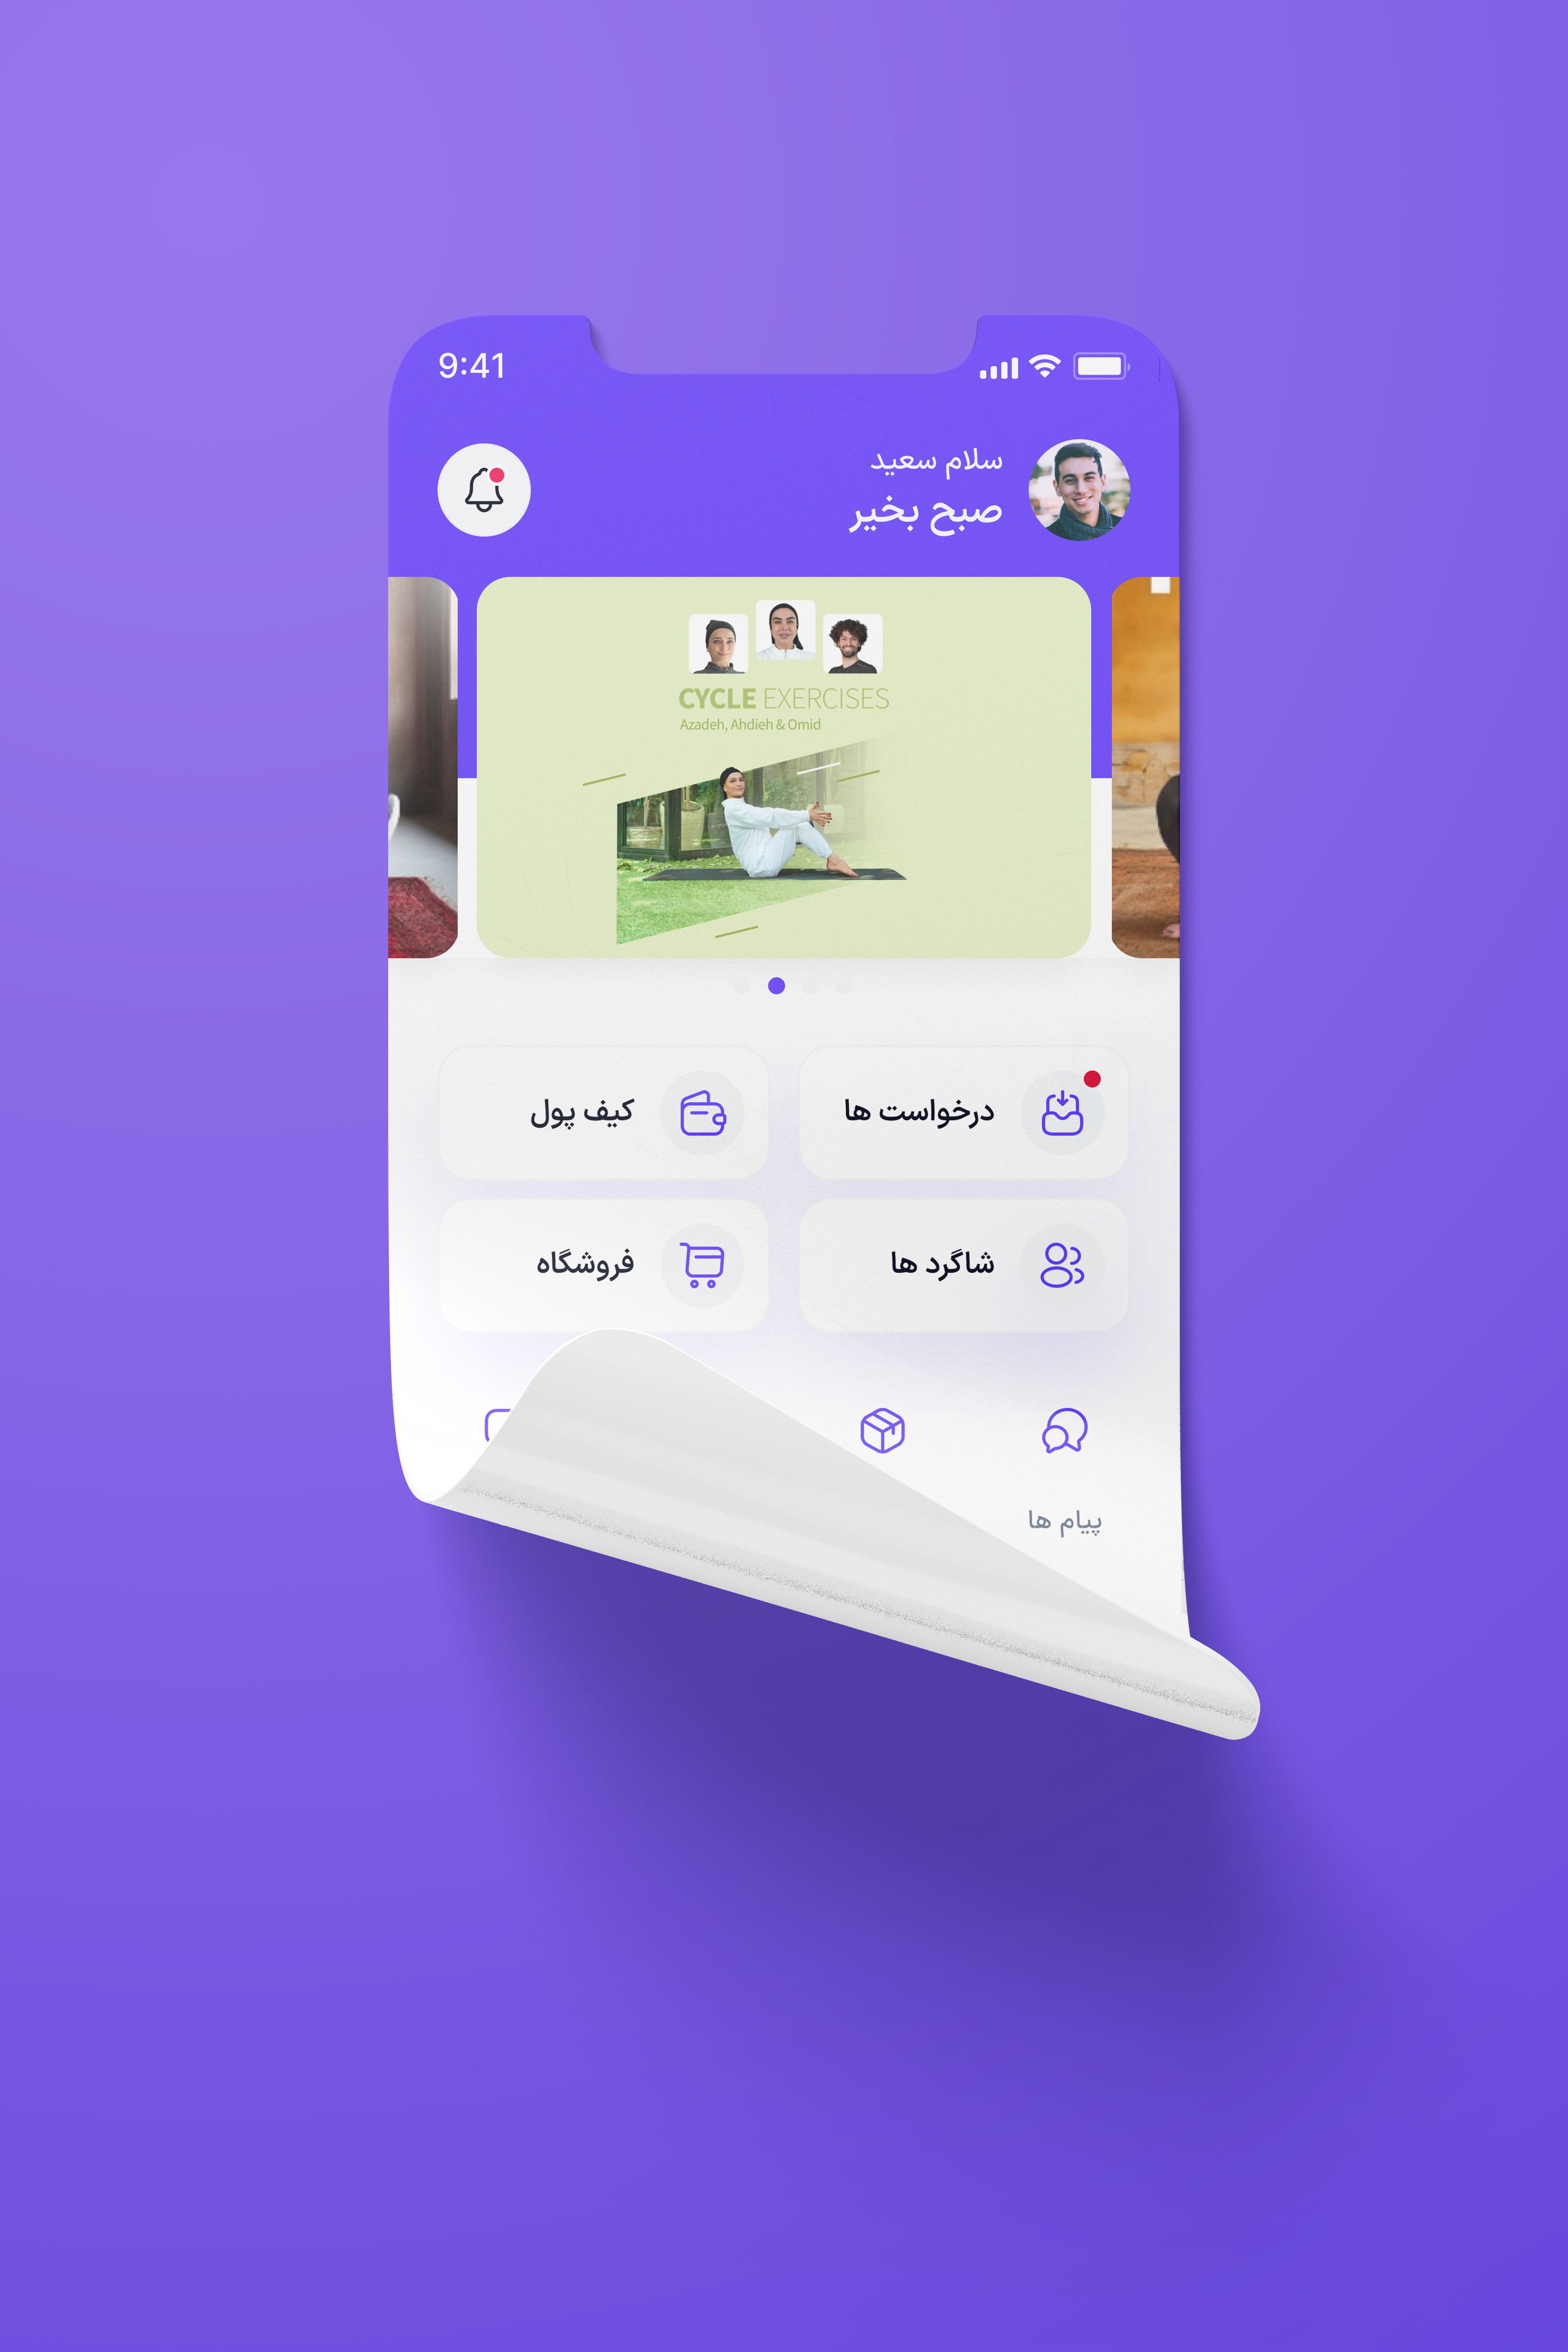 9:41
سلام سعید
صبح بخیر
CYCLE EXERCISES
Azadeh, Ahdieh & Omid
درخواست ها
کیف پول
شاگرد ها
فروشگاه
پیام ها